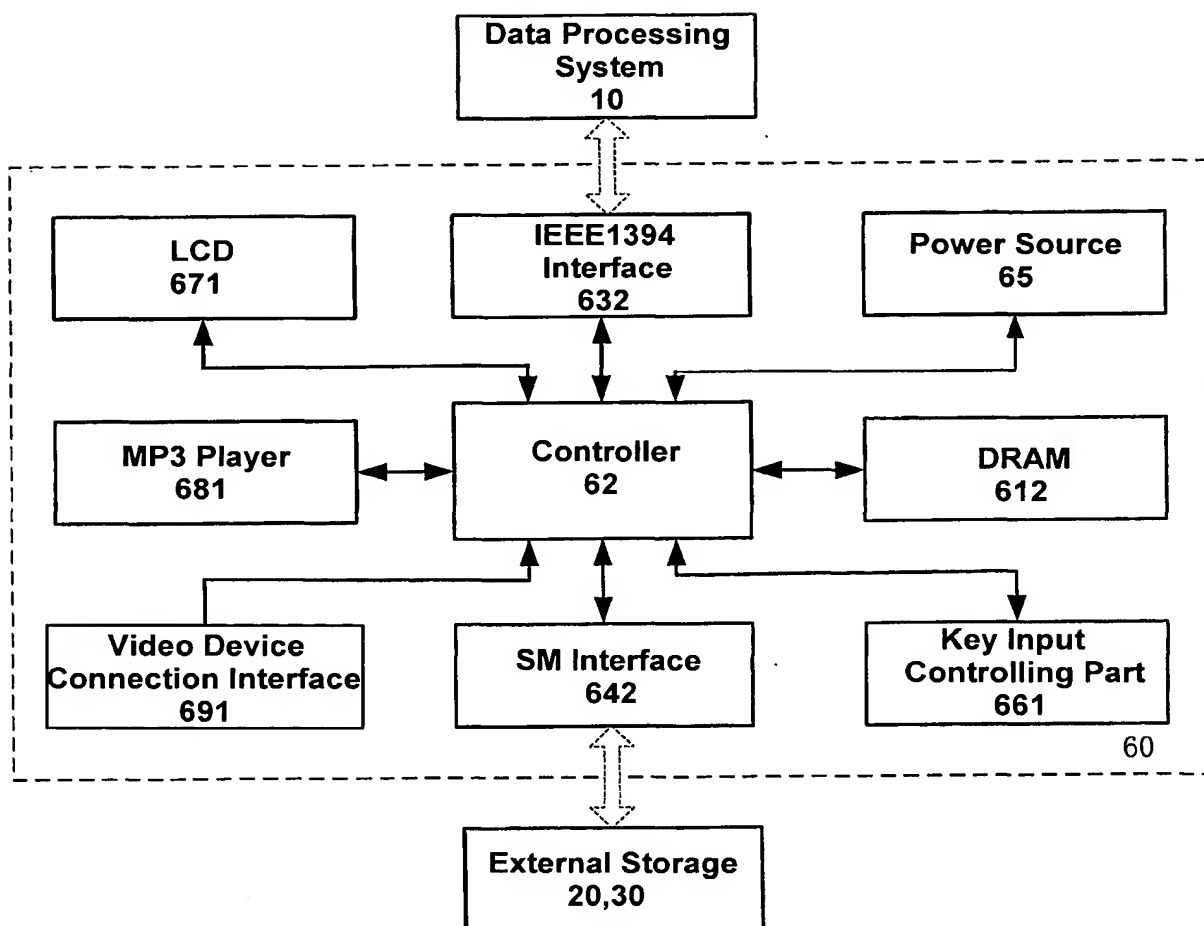 Data Processing
System
10
LCD
671
IEEE1394
Interface
632
Power Source
65
MP3 Player
681
Controller
62
DRAM
612
Video Device
Connection Interface
691
SM Interface
642
Key Input
Controlling Part
661
60
External Storage
20,30